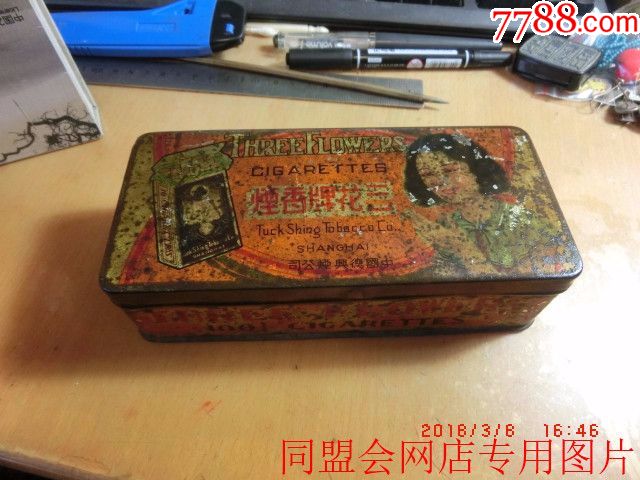 7788.com
THREE FLOWERS
CIGARETTES
煙香牌花三
Tuck Shing Tobacco Co.,
SHANGHAI
司公煙興德國中
CIGARETTES
2018/3/8 16:46
同盟会网店专用图片